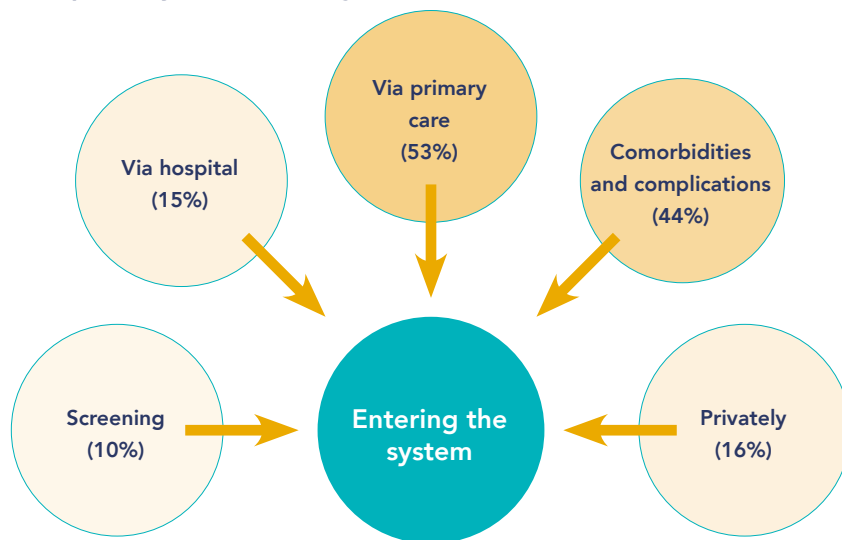 Via primary
care
(53%)
Via hospital
(15%)
Comorbidities
and complications
(44%)
Screening
(10%)
Entering the
system
Privately
(16%)